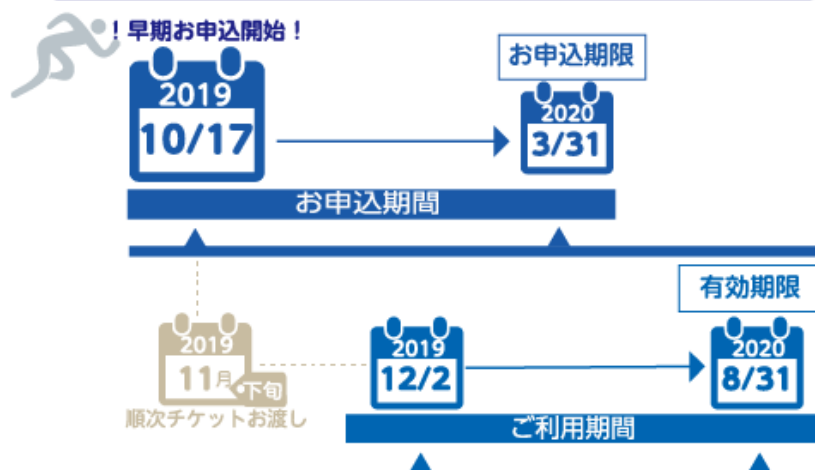 ！早期お申込開始！
お申込期限
2019
10/17
2020
3/31
お申込期間
有効期限
2019
11月
下旬
順次チケットお渡し
2019
12/2
2020
8/31
ご利用期間